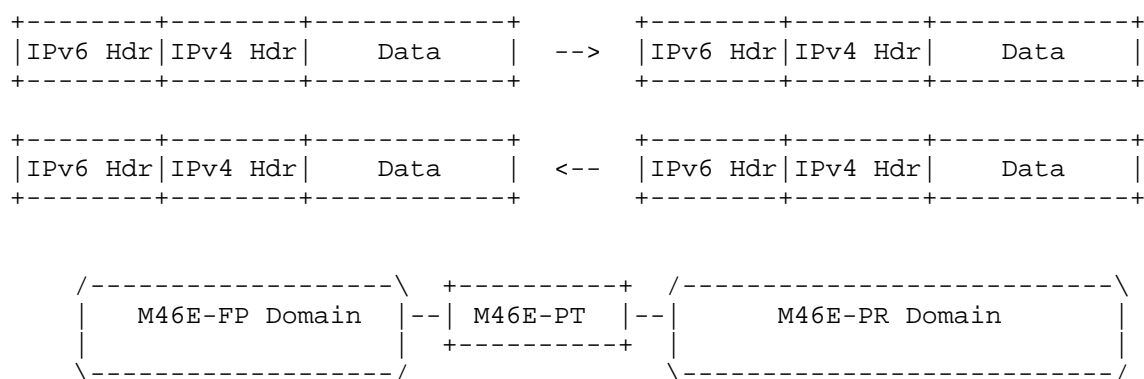 +--------+--------+------------+ +--------+--------+------------+
|IPv6 Hdr|IPv4 Hdr| Data | --> |IPv6 Hdr|IPv4 Hdr| Data |
+--------+--------+------------+ +--------+--------+------------+
+--------+--------+------------+ +--------+--------+------------+
|IPv6 Hdr|IPv4 Hdr| Data | <-- |IPv6 Hdr|IPv4 Hdr| Data |
+--------+--------+------------+ +--------+--------+------------+
/-------------------\ +----------+ /---------------------------\
| M46E-FP Domain |--| M46E-PT |--| M46E-PR Domain |
| | +----------+ | |
\-------------------/ \---------------------------/